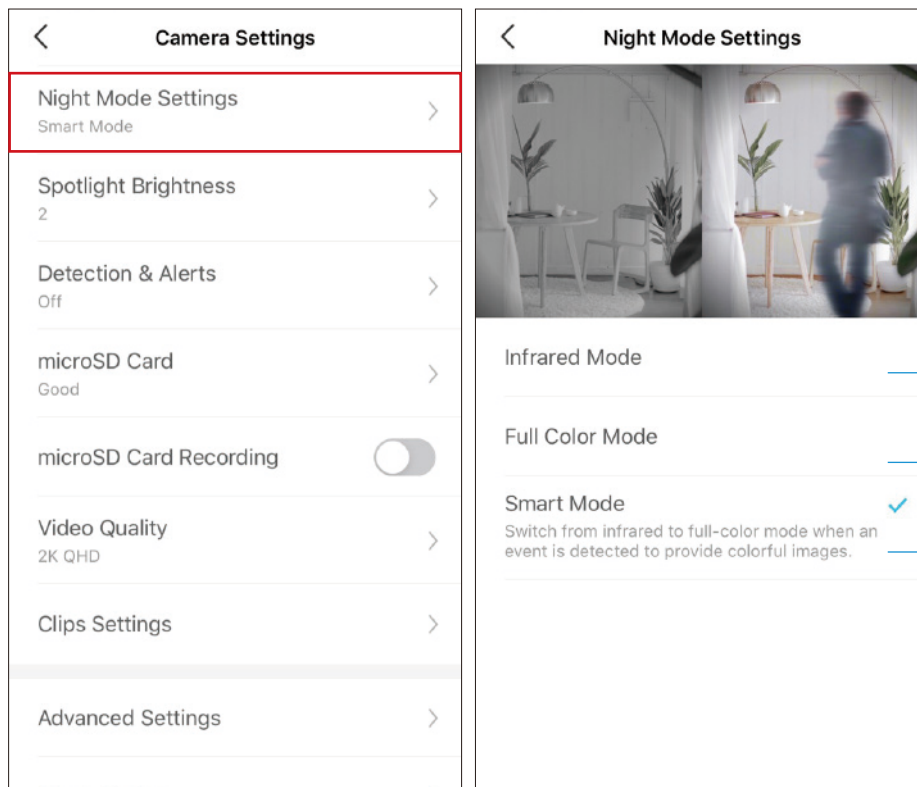 Camera Settings
Night Mode Settings
Smart Mode
Spotlight Brightness
2
Detection & Alerts
Off
microSD Card
Good
microSD Card Recording
Video Quality
2K QHD
Clips Settings
Advanced Settings
Night Mode Settings
Infrared Mode
Full Color Mode
Smart Mode
Switch from infrared to full-color mode when an
event is detected to provide colorful images.